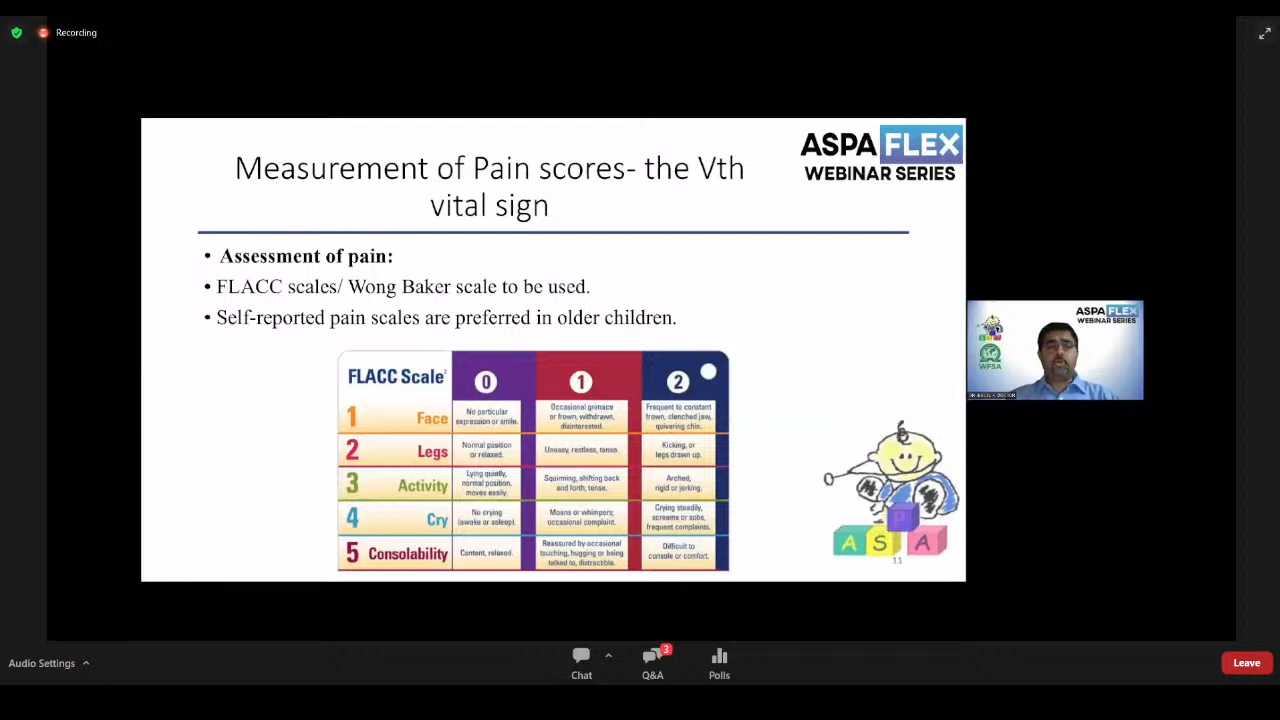 Recording
ASPA FLEX
WEBINAR SERIES
Measurement of Pain scores- the Vth
vital sign
• Assessment of pain:
• FLACC scales/ Wong Baker scale to be used.
• Self-reported pain scales are preferred in older children.
FLACC Scale
0
1
2
1 Face
No particular
expression or smile.
Occasional grimace
or frown, withdrawn,
disinterested.
Frequent to constant
frown, clenched jaw,
quivering chin.
2 Legs
Normal position
or relaxed.
Uneasy, restless, tense.
Kicking, or
legs drawn up.
3 Activity
Lying quietly,
normal position,
moves easily.
Squirming, shifting back
and forth, tense.
Arched,
rigid or jerking.
4 Cry
No crying
(awake or asleep).
Moans or whimpers;
occasional complaint.
Crying steadily,
screams or sobs,
frequent complaints.
5 Consolability
Content, relaxed.
Reassured by occasional
touching, hugging or being
talked to, distractible.
Difficult to
console or comfort.
P
A S A
11
ASPA FLEX
WEBINAR SERIES
WFSA
Audio Settings
Chat
3
Q&A
Polls
Leave